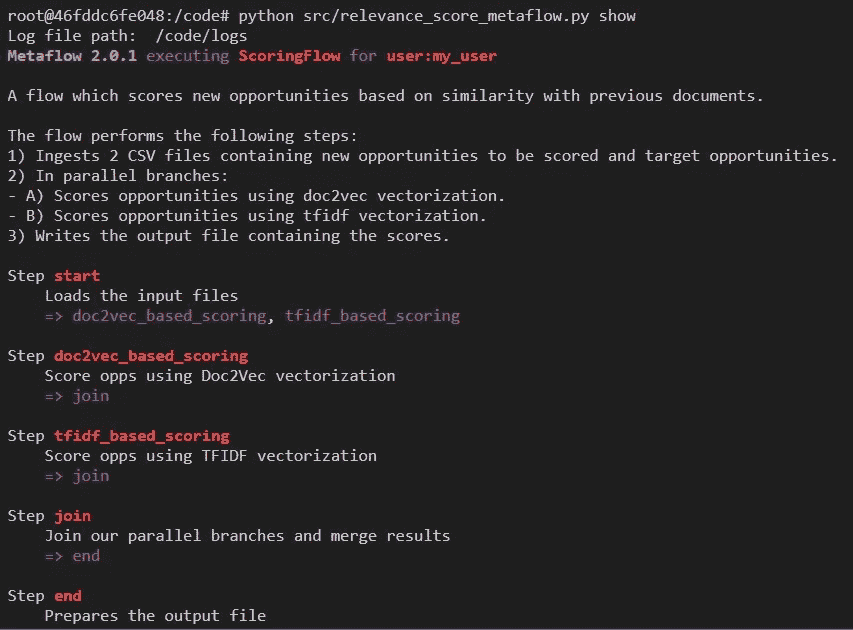 root@46fddc6fe048:/code# python src/relevance_score_metaflow.py show
Log file path:  /code/logs
Metaflow 2.0.1 executing ScoringFlow for user:my_user
A flow which scores new opportunities based on similarity with previous documents.
The flow performs the following steps:
1) Ingests 2 CSV files containing new opportunities to be scored and target opportunities.
2) In parallel branches:
- A) Scores opportunities using doc2vec vectorization.
- B) Scores opportunities using tfidf vectorization.
3) Writes the output file containing the scores.
Step start
    Loads the input files
    => doc2vec_based_scoring, tfidf_based_scoring
Step doc2vec_based_scoring
    Score opps using Doc2Vec vectorization
    => join
Step tfidf_based_scoring
    Score opps using TFIDF vectorization
    => join
Step join
    Join our parallel branches and merge results
    => end
Step end
    Prepares the output file